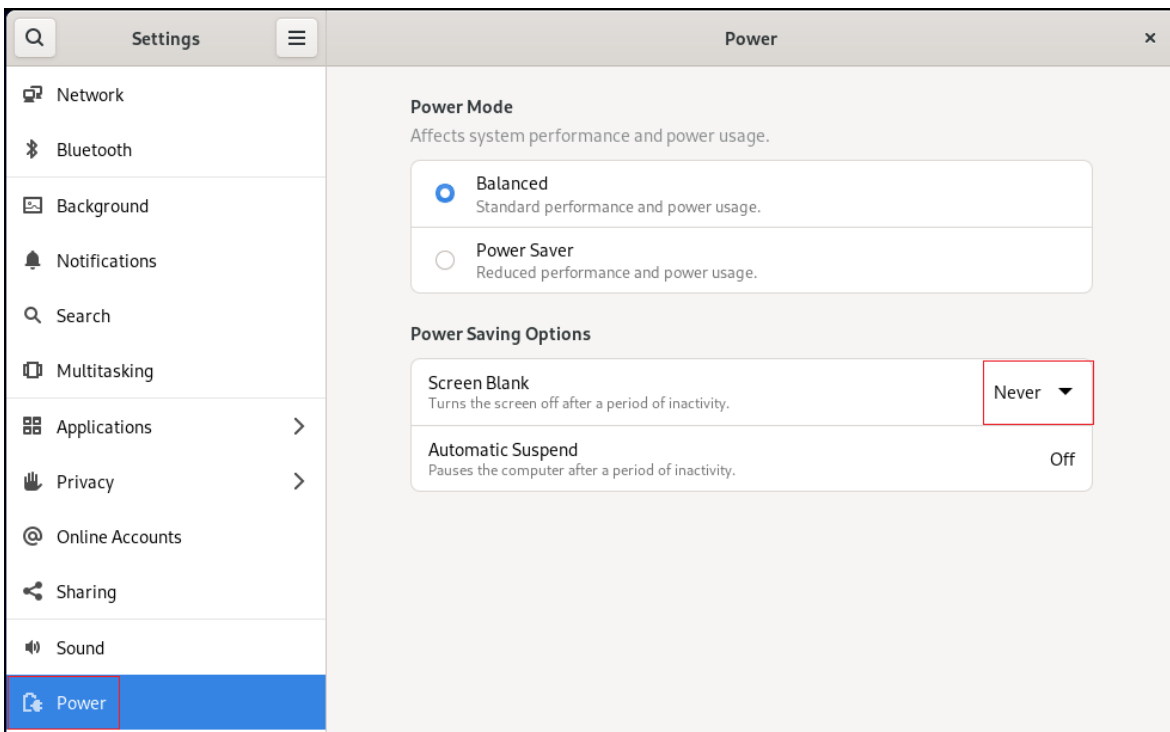 Settings
Power
Network
Bluetooth
Background
Notifications
Search
Multitasking
Applications
Privacy
Online Accounts
Sharing
Sound
Power
Power Mode
Affects system performance and power usage.
Balanced
Standard performance and power usage.
Power Saver
Reduced performance and power usage.
Power Saving Options
Screen Blank
Turns the screen off after a period of inactivity.
Never
Automatic Suspend
Pauses the computer after a period of inactivity.
Off